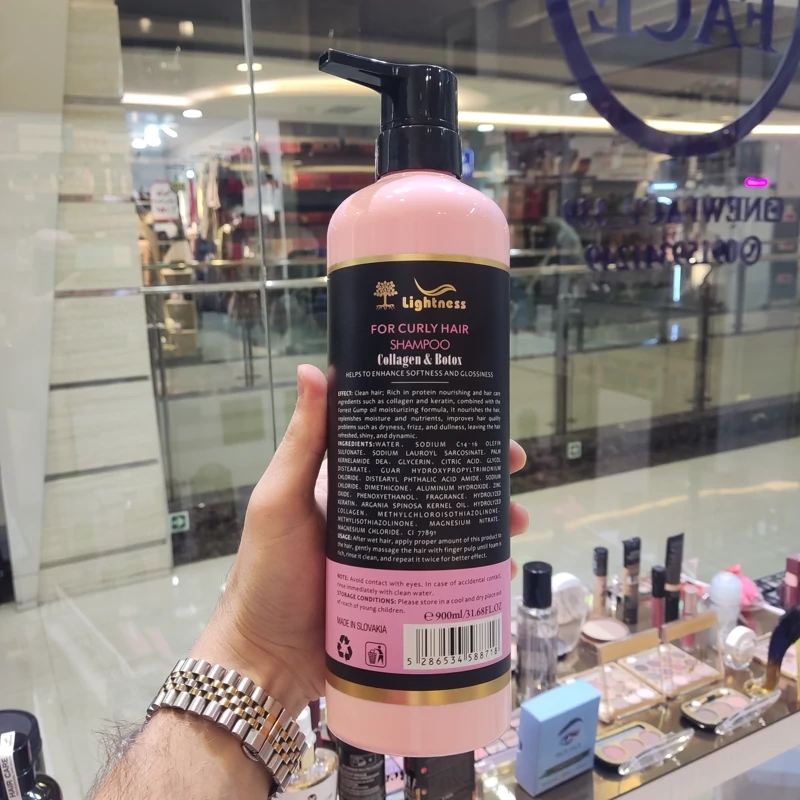 Lightness
FOR CURLY HAIR
SHAMPOO
Collagen & Botox
HELPS TO ENHANCE SOFTNESS AND GLOSSINESS
EFFECT: Clean hair; Rich in protein nourishing and hair care
ingredients such as collagen and keratin, combined with the
Forrest Gump oil moisturizing formula, it nourishes the hair,
replenishes moisture and nutrients, improves hair quality
problems such as dryness, frizz, and dullness, leaving the hair
refreshed, shiny, and dynamic.
INGREDIENTS:WATER. SODIUM C14-16 OLEFIN
SULFONATE. SODIUM LAUROYL SARCOSINATE. PALM
KERNELAMIDE DEA. GLYCERIN. CITRIC ACID. GLYCOL
DISTEARATE. GUAR HYDROXYPROPYLTRIMONIUM
CHLORIDE. DISTEARYL PHTHALIC ACID AMIDE. SODIUM
CHLORIDE. DIMETHICONE. ALUMINUM HYDROXIDE. ZINC
OXIDE. PHENOXYETHANOL. FRAGRANCE. HYDROLYZED
KERATIN. ARGANIA SPINOSA KERNEL OIL. HYDROLYZED
COLLAGEN. METHYLCHLOROISOTHIAZOLINONE.
METHYLISOTHIAZOLINONE. MAGNESIUM NITRATE.
MAGNESIUM CHLORIDE. CI 77891
USAGE: After wet hair, apply proper amount of this product to
the hair, gently massage the hair with finger pulp until foam is
rich, rinse it clean, and repeat it twice for better effect.
NOTE: Avoid contact with eyes. In case of accidental contact,
rinse immediately with clean water.
STORAGE CONDITIONS: Please store in a cool and dry place out
of reach of young children.
℮ 900ml/31.68FL.OZ
MADE IN SLOVAKIA
5 286534 588718
FACE
HAIR CARE